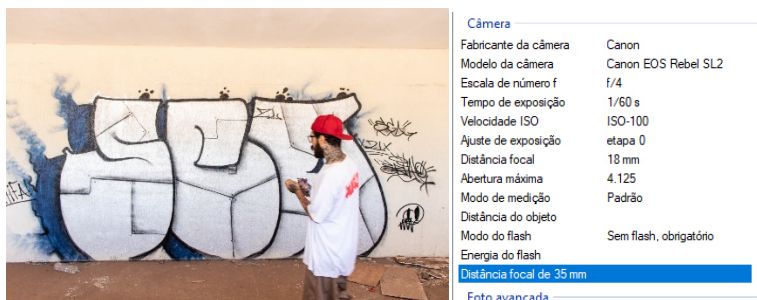 SCK
Câmera
Fabricante da câmera Canon
Modelo da câmera Canon EOS Rebel SL2
Escala de número f f/4
Tempo de exposição 1/60 s
Velocidade ISO ISO-100
Ajuste de exposição etapa 0
Distância focal 18 mm
Abertura máxima 4.125
Modo de medição Padrão
Distância do objeto
Modo do flash Sem flash, obrigatório
Energia do flash
Distância focal de 35 mm
Foto avançada